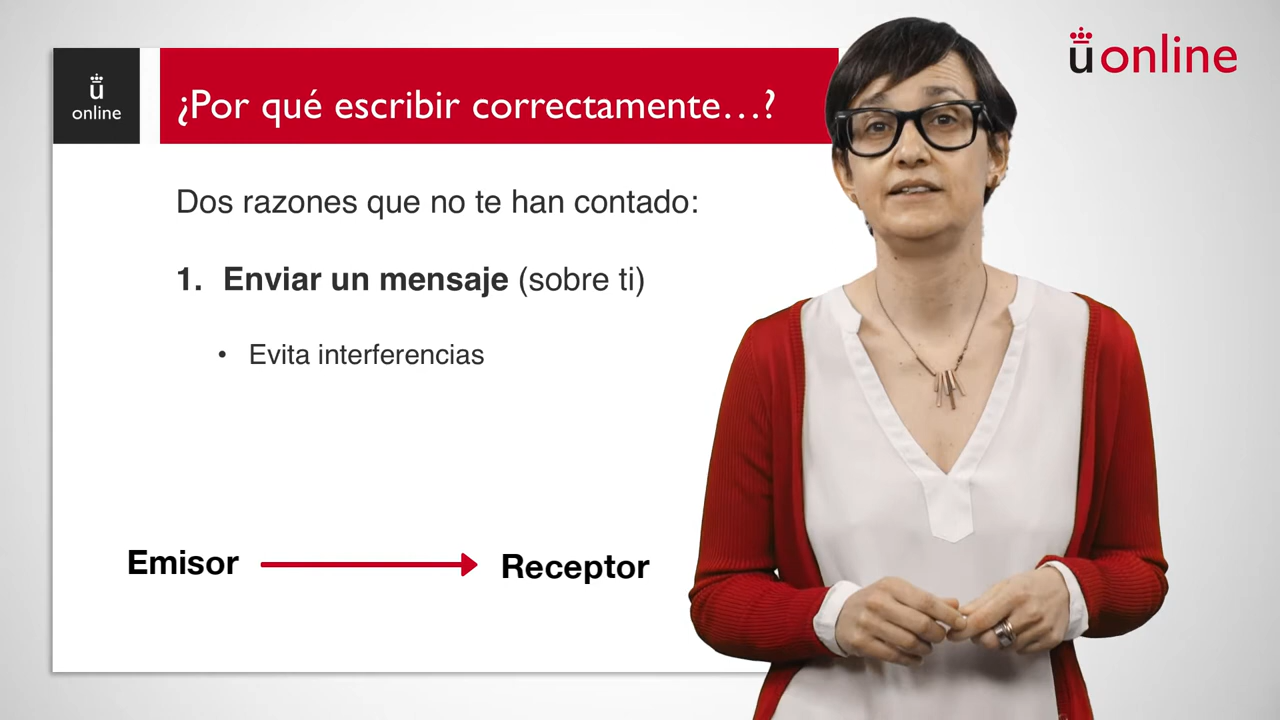 ü online
ü
online
¿Por qué escribir correctamente…?
Dos razones que no te han contado:
1. Enviar un mensaje (sobre ti)
• Evita interferencias
Emisor
Receptor